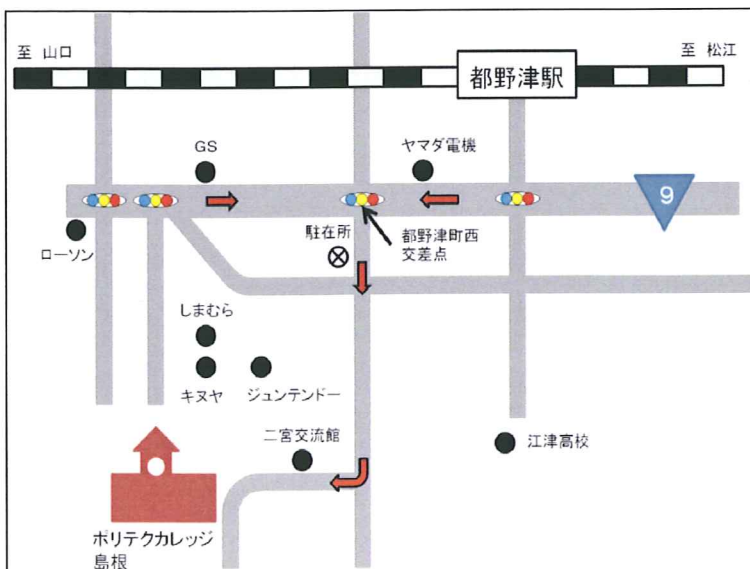 至 山口
至 松江
都野津駅
GS
ヤマダ電機
9
ローソン
駐在所
都野津町西
交差点
しまむら
キヌヤ
ジュンテンドー
二宮交流館
江津高校
ポリテクカレッジ
島根